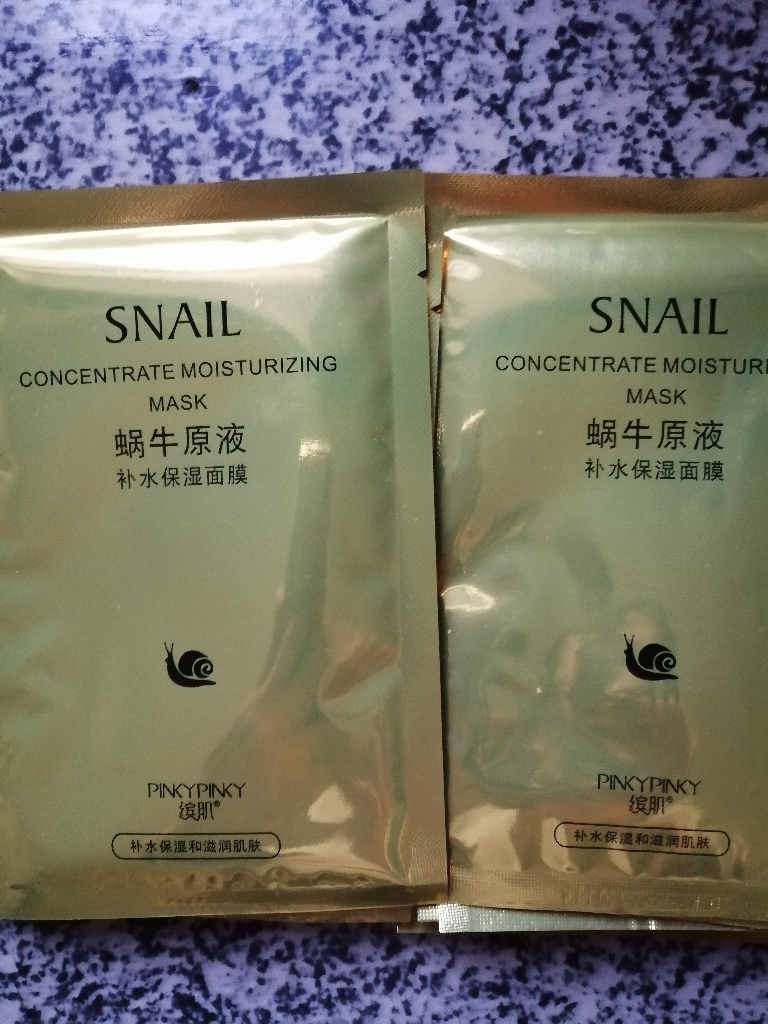 SNAIL
CONCENTRATE MOISTURIZING
MASK
蜗牛原液
补水保湿面膜
PINKYPINKY
缤肌®
补水保湿和滋润肌肤
SNAIL
CONCENTRATE MOISTURI
MASK
蜗牛原液
补水保湿面膜
PINKYPINKY
缤肌®
补水保湿和滋润肌肤